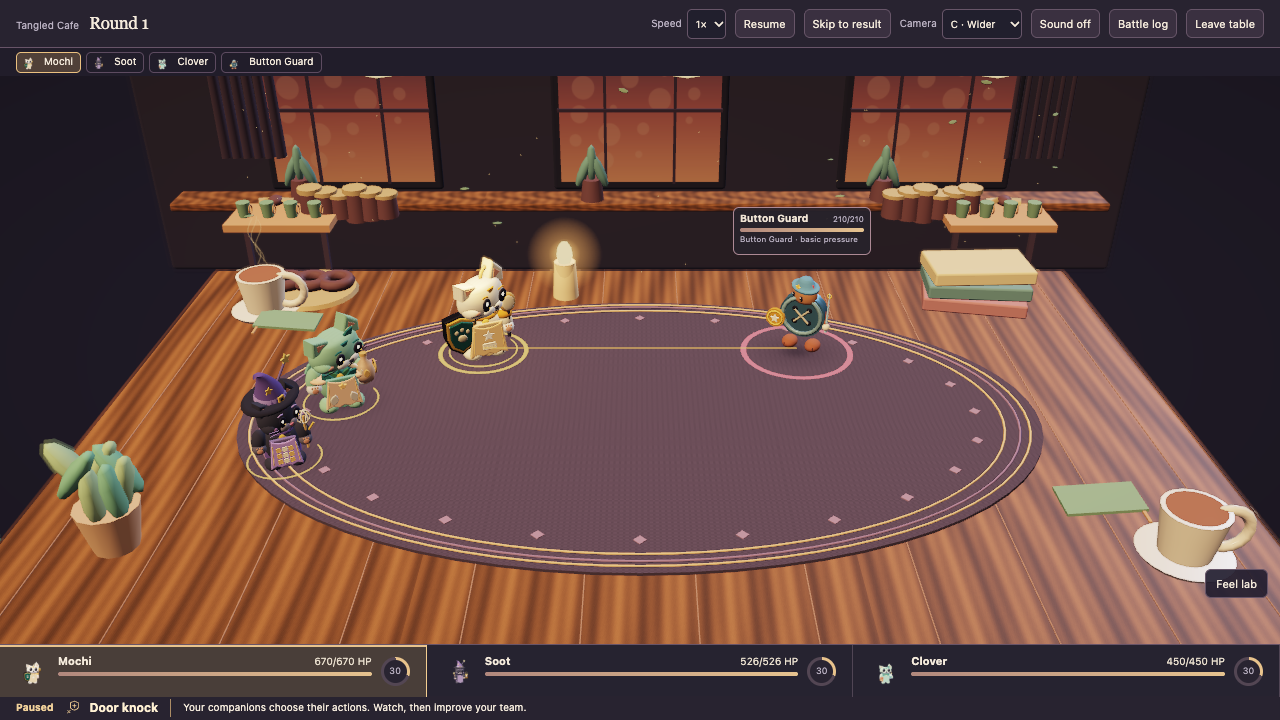 Tangled Cafe Round 1
Speed 1x Resume Skip to result Camera C · Wider Sound off Battle log Leave table
Mochi Soot Clover Button Guard
Button Guard 210/210
Button Guard · basic pressure
Feel lab
Mochi 670/670 HP 30
Soot 526/526 HP 30
Clover 450/450 HP 30
Paused Door knock Your companions choose their actions. Watch, then improve your team.